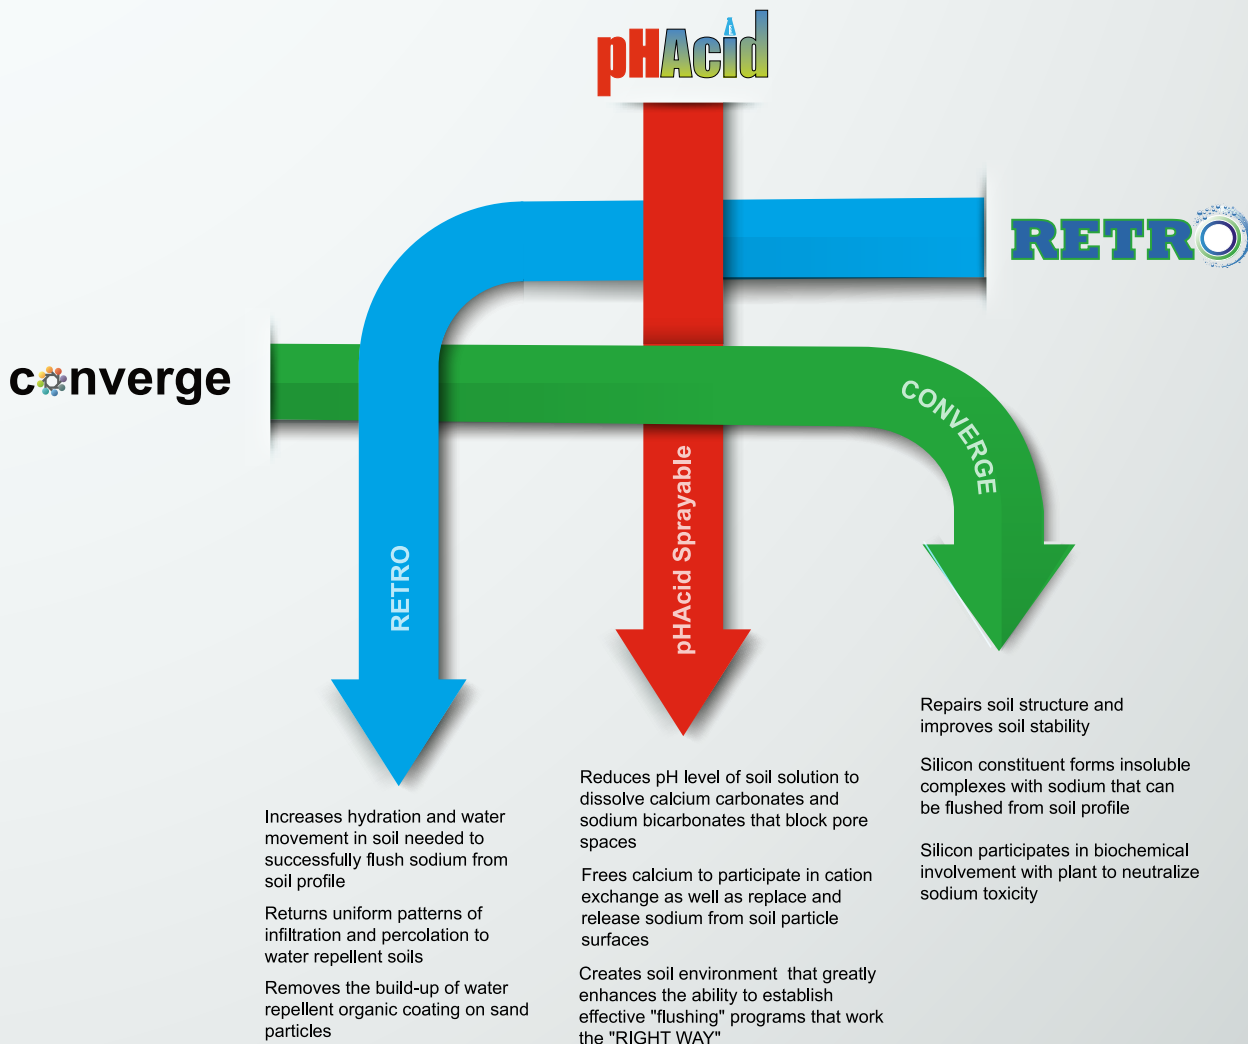 pHAcid
RETRO
converge
CONVERGE
RETRO
pHAcid Sprayable
Increases hydration and water
movement in soil needed to
successfully flush sodium from
soil profile
Returns uniform patterns of
infiltration and percolation to
water repellent soils
Removes the build-up of water
repellent organic coating on sand
particles
Reduces pH level of soil solution to
dissolve calcium carbonates and
sodium bicarbonates that block pore
spaces
Frees calcium to participate in cation
exchange as well as replace and
release sodium from soil particle
surfaces
Creates soil environment that greatly
enhances the ability to establish
effective "flushing" programs that work
the "RIGHT WAY"
Repairs soil structure and
improves soil stability
Silicon constituent forms insoluble
complexes with sodium that can
be flushed from soil profile
Silicon participates in biochemical
involvement with plant to neutralize
sodium toxicity